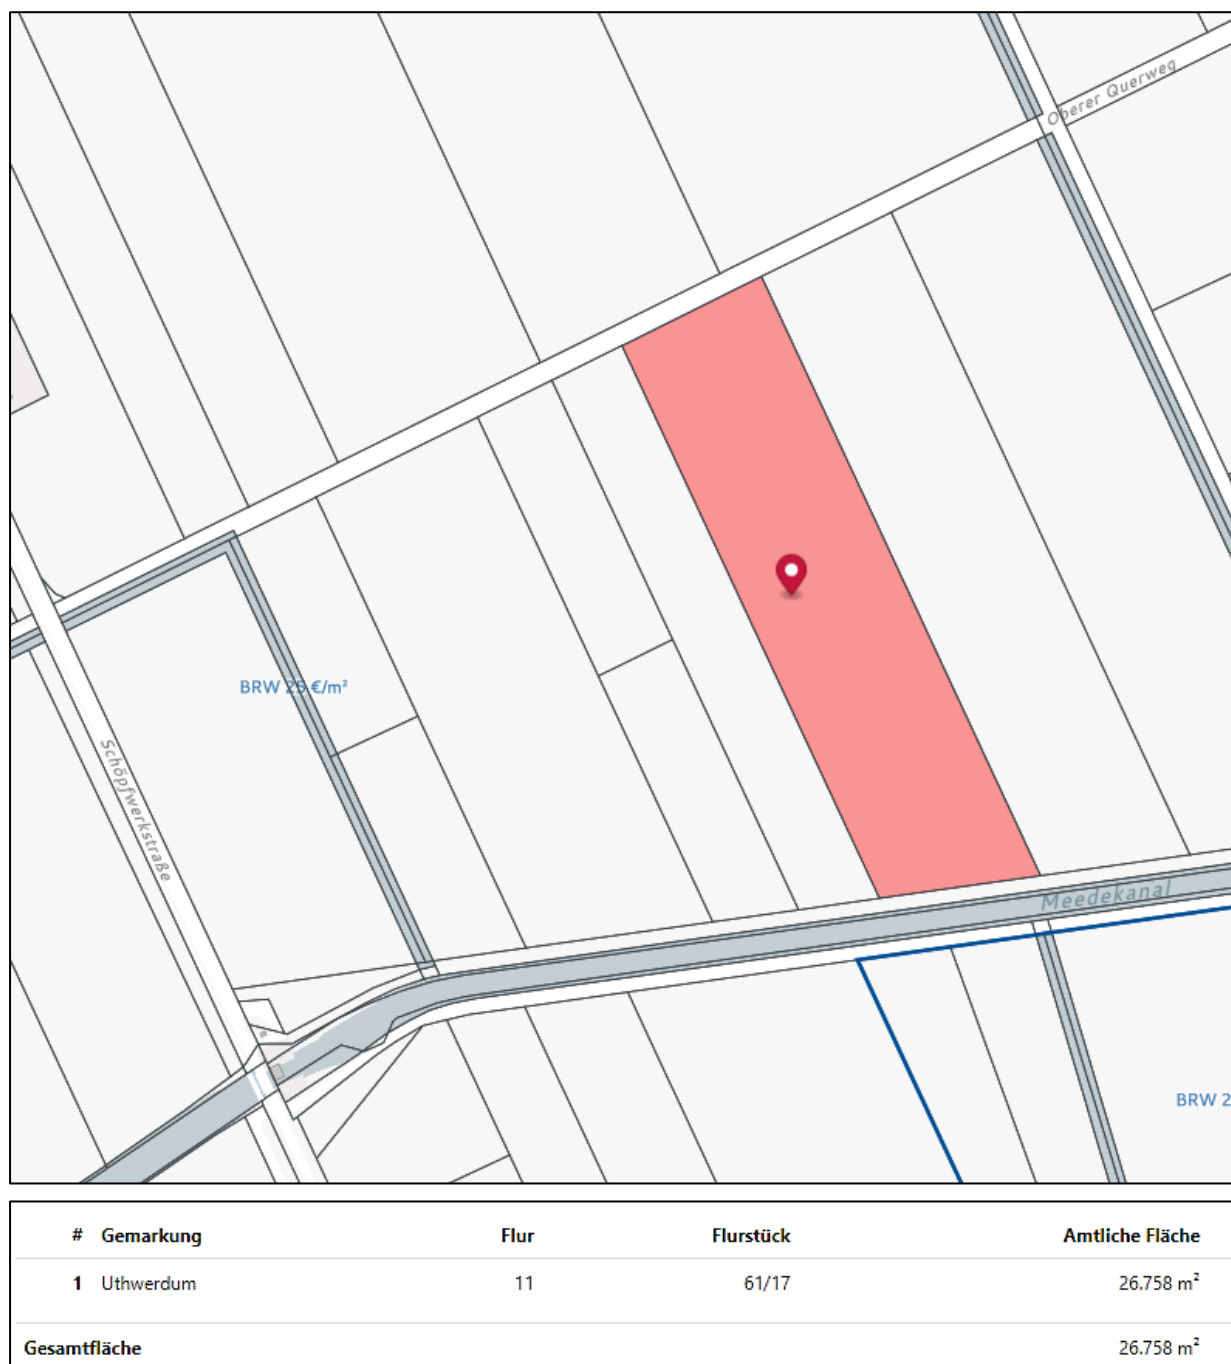 Oberer Querweg
BRW 25 €/m²
Schöpfwerkstraße
Meedekanal
BRW 2
# Gemarkung Flur Flurstück Amtliche Fläche
1 Uthwerdum 11 61/17 26.758 m²
Gesamtfläche 26.758 m²